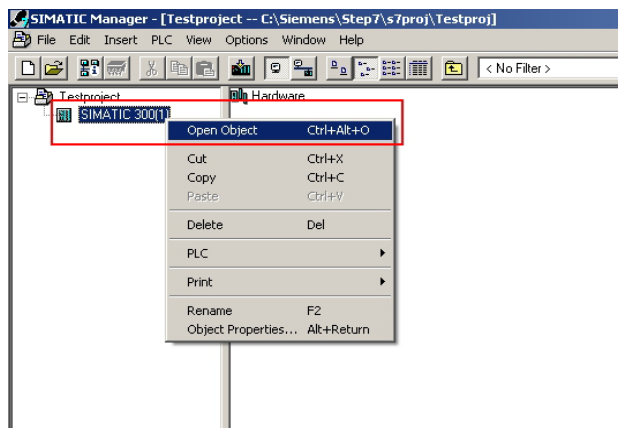 SIMATIC Manager - [Testproject -- C:\Siemens\Step7\s7proj\Testproj]
File Edit Insert PLC View Options Window Help
< No Filter >
Testproject
Hardware
SIMATIC 300(1)
Open Object Ctrl+Alt+O
Cut Ctrl+X
Copy Ctrl+C
Paste Ctrl+V
Delete Del
PLC
Print
Rename F2
Object Properties... Alt+Return